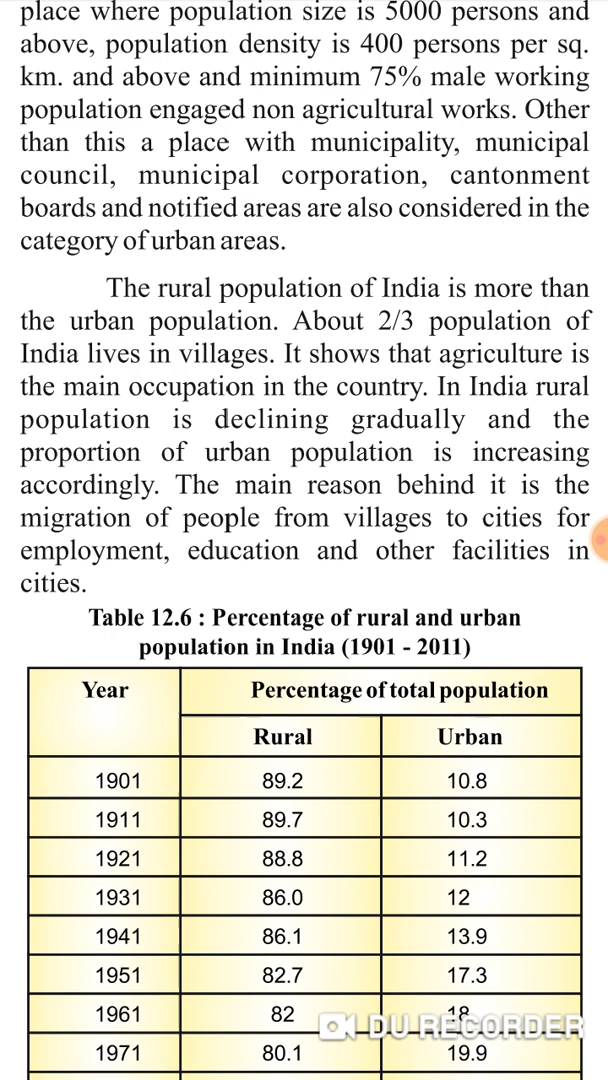 place where population size is 5000 persons and
above, population density is 400 persons per sq.
km. and above and minimum 75% male working
population engaged non agricultural works. Other
than this a place with municipality, municipal
council, municipal corporation, cantonment
boards and notified areas are also considered in the
category of urban areas.
The rural population of India is more than
the urban population. About 2/3 population of
India lives in villages. It shows that agriculture is
the main occupation in the country. In India rural
population is declining gradually and the
proportion of urban population is increasing
accordingly. The main reason behind it is the
migration of people from villages to cities for
employment, education and other facilities in
cities.
Table 12.6 : Percentage of rural and urban
population in India (1901 - 2011)
Year Percentage of total population
Rural Urban
1901 89.2 10.8
1911 89.7 10.3
1921 88.8 11.2
1931 86.0 12
1941 86.1 13.9
1951 82.7 17.3
1961 82 18
DU RECORDER
1971 80.1 19.9